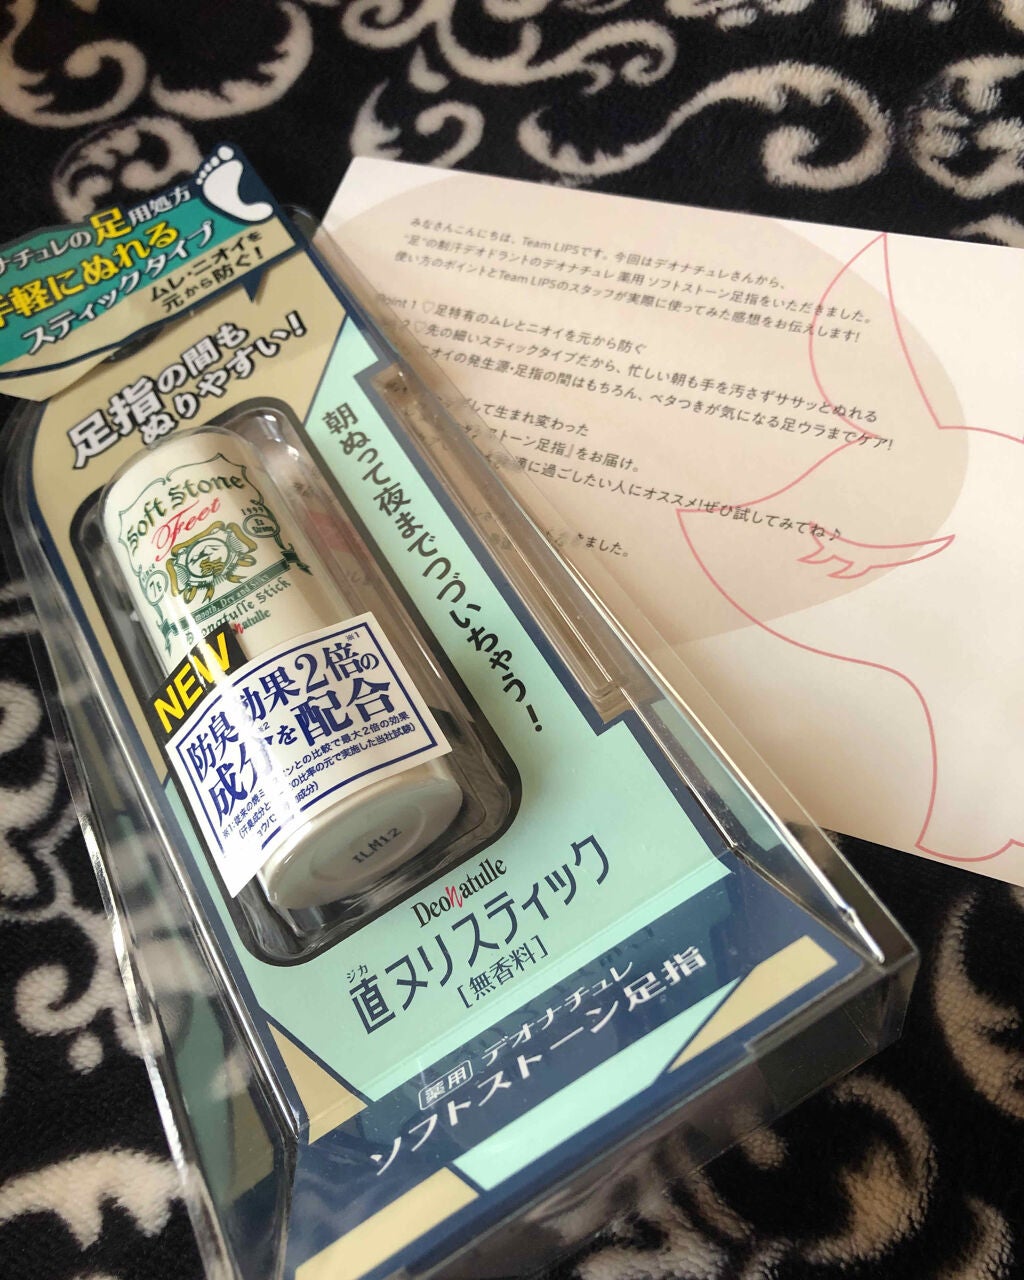 ナチュレの足用処方
手軽にぬれる
スティックタイプ
ムレ・ニオイを
元から防ぐ!
足指の間も
ぬりやすい!
朝ぬって夜までつづいちゃう!
Soft Stone
Feet
1999
7g
Smooth, Dry and Silky
Deonatulle Stick
NEW
防臭効果2倍の※1
成分※2を配合
ILM12
Deonatulle
ジカ
直ヌリスティック
[無香料]
薬用 デオナチュレ
ソフトストーン足指
みなさんこんにちは、Team LIPSです。今回はデオナチュレさんから、
"足"の制汗デオドラントのデオナチュレ 薬用 ソフトストーン足指をいただきました。
使い方のポイントとTeam LIPSのスタッフが実際に使ってみた感想をお伝えします!
Point 1 ♡足特有のムレとニオイを元から防ぐ
2 ♡先の細いスティックタイプだから、忙しい朝も手を汚さずササッとぬれる
オイの発生源・足指の間はもちろん、ベタつきが気になる足ウラまでケア!
して生まれ変わった
ストーン足指』をお届け。
適に過ごしたい人にオススメ!ぜひ試してみてね♪
きました。